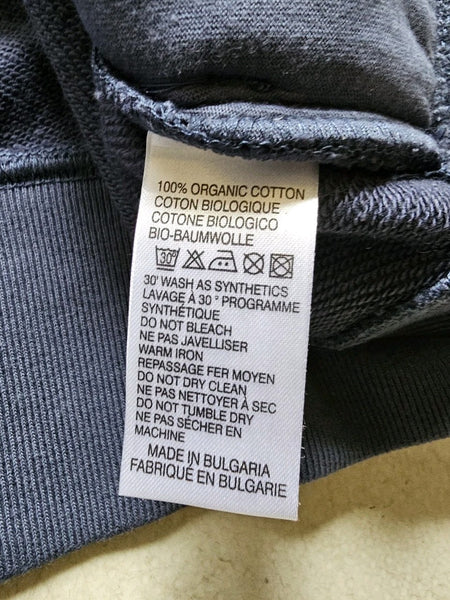 100% ORGANIC COTTON
COTON BIOLOGIQUE
COTONE BIOLOGICO
BIO-BAUMWOLLE
30°
30' WASH AS SYNTHETICS
LAVAGE À 30 ° PROGRAMME
SYNTHÉTIQUE
DO NOT BLEACH
NE PAS JAVELLISER
WARM IRON
REPASSAGE FER MOYEN
DO NOT DRY CLEAN
NE PAS NETTOYER À SEC
DO NOT TUMBLE DRY
NE PAS SÉCHER EN
MACHINE
MADE IN BULGARIA
FABRIQUÉ EN BULGARIE